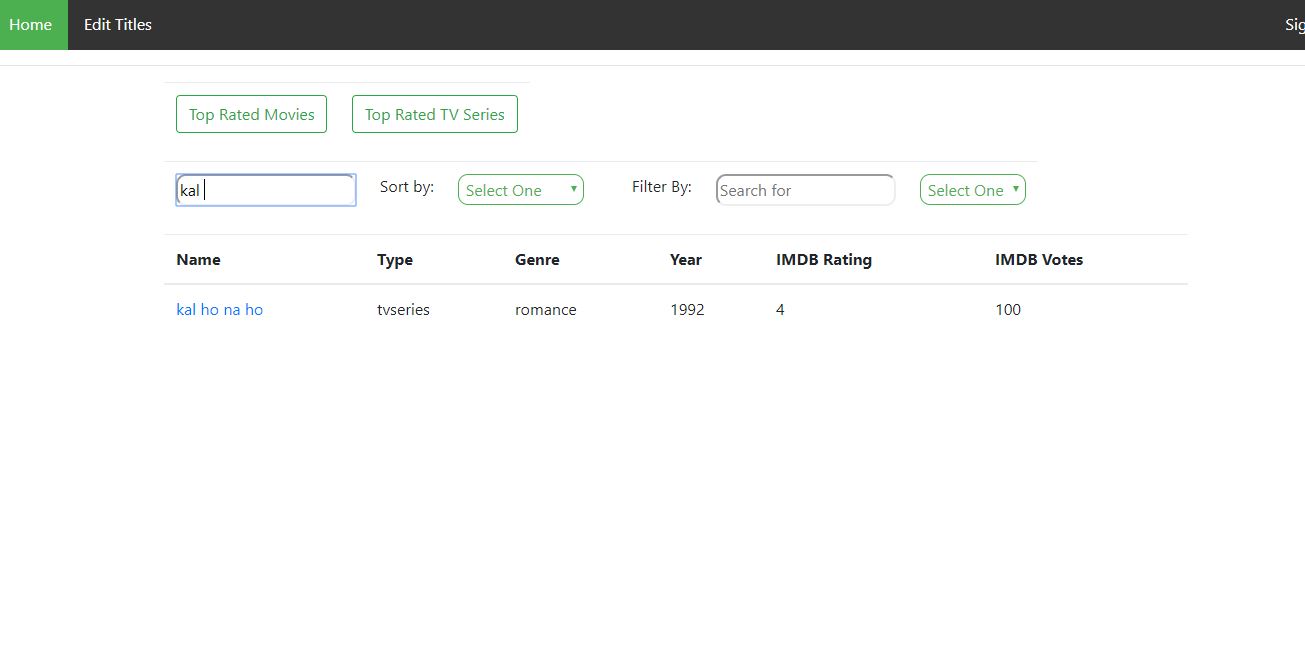 Home Edit Titles Sig
Top Rated Movies Top Rated TV Series
kal Sort by: Select One Filter By: Search for Select One
Name Type Genre Year IMDB Rating IMDB Votes
kal ho na ho tvseries romance 1992 4 100